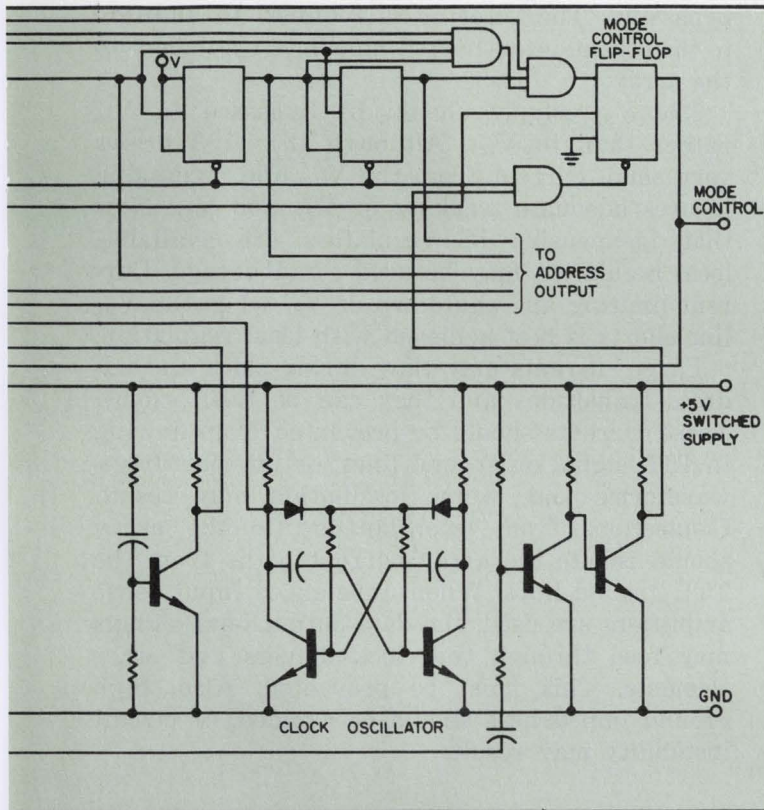 MODE
CONTROL
FLIP-FLOP
V
MODE
CONTROL
TO
ADDRESS
OUTPUT
+5 V
SWITCHED
SUPPLY
GND
CLOCK OSCILLATOR